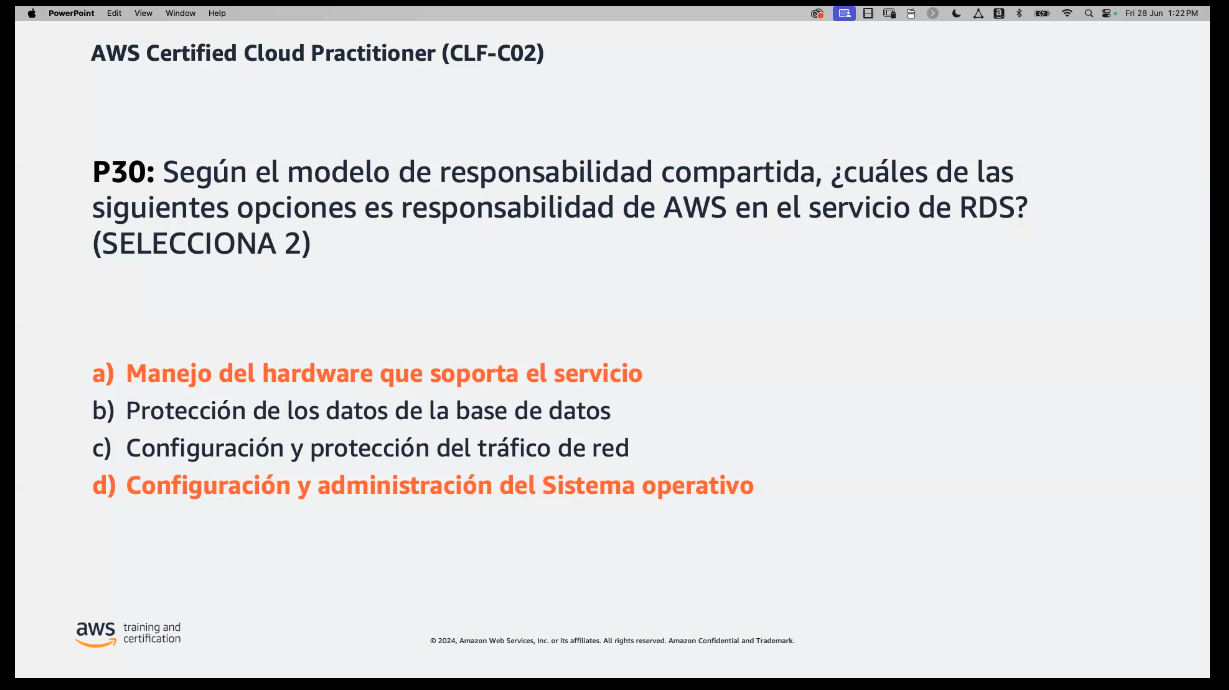 PowerPoint Edit View Window Help Fri 28 Jun 1:22 PM
AWS Certified Cloud Practitioner (CLF-C02)
P30: Según el modelo de responsabilidad compartida, ¿cuáles de las
siguientes opciones es responsabilidad de AWS en el servicio de RDS?
(SELECCIONA 2)
a) Manejo del hardware que soporta el servicio
b) Protección de los datos de la base de datos
c) Configuración y protección del tráfico de red
d) Configuración y administración del Sistema operativo
aws training and
certification
© 2024, Amazon Web Services, Inc. or its affiliates. All rights reserved. Amazon Confidential and Trademark.